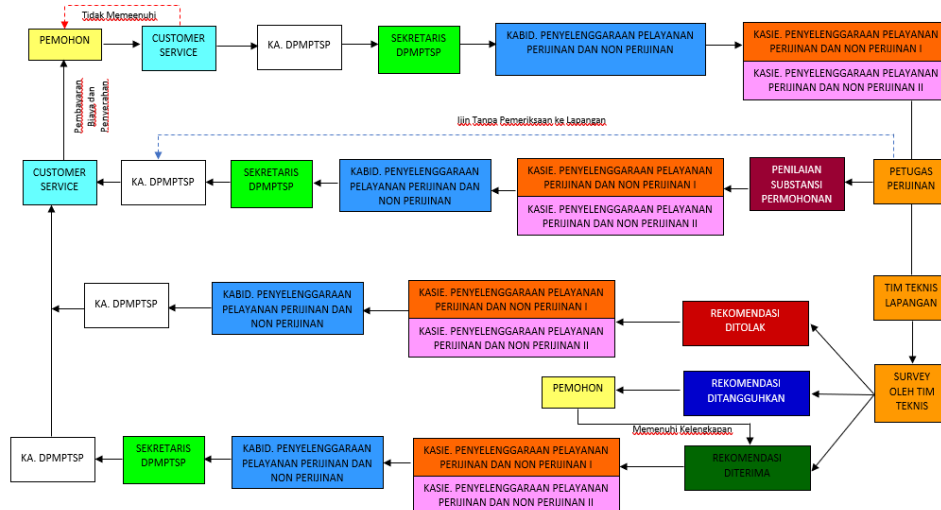 Tidak Memeenuhi
PEMOHON
CUSTOMER
SERVICE
KA. DPMPTSP
SEKRETARIS
DPMPTSP
KABID. PENYELENGGARAAN PELAYANAN
PERIJINAN DAN NON PERIJINAN
KASIE. PENYELENGGARAAN PELAYANAN
PERIJINAN DAN NON PERIJINAN I
KASIE. PENYELENGGARAAN PELAYANAN
PERIJINAN DAN NON PERIJINAN II
Pembayaran
Biaya dan
Penyerahan
Ijin Tanpa Pemeriksaan ke Lapangan
CUSTOMER
SERVICE
KA. DPMPTSP
SEKRETARIS
DPMPTSP
KABID. PENYELENGGARAAN
PELAYANAN PERIJINAN DAN
NON PERIJINAN
KASIE. PENYELENGGARAAN PELAYANAN
PERIJINAN DAN NON PERIJINAN I
KASIE. PENYELENGGARAAN PELAYANAN
PERIJINAN DAN NON PERIJINAN II
PENILAIAN
SUBSTANSI
PERMOHONAN
PETUGAS
PERIJINAN
TIM TEKNIS
LAPANGAN
KA. DPMPTSP
KABID. PENYELENGGARAAN
PELAYANAN PERIJINAN DAN
NON PERIJINAN
KASIE. PENYELENGGARAAN PELAYANAN
PERIJINAN DAN NON PERIJINAN I
KASIE. PENYELENGGARAAN PELAYANAN
PERIJINAN DAN NON PERIJINAN II
REKOMENDASI
DITOLAK
PEMOHON
REKOMENDASI
DITANGGUHKAN
SURVEY
OLEH TIM
TEKNIS
Memenuhi Kelengkapan
KA. DPMPTSP
SEKRETARIS
DPMPTSP
KABID. PENYELENGGARAAN
PELAYANAN PERIJINAN DAN
NON PERIJINAN
KASIE. PENYELENGGARAAN PELAYANAN
PERIJINAN DAN NON PERIJINAN I
KASIE. PENYELENGGARAAN PELAYANAN
PERIJINAN DAN NON PERIJINAN II
REKOMENDASI
DITERIMA